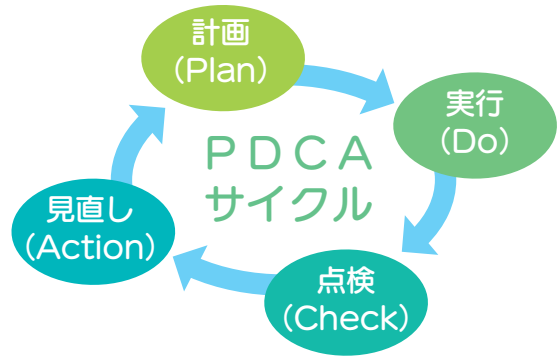 計画
(Plan)
実行
(Do)
PDCA
サイクル
見直し
(Action)
点検
(Check)